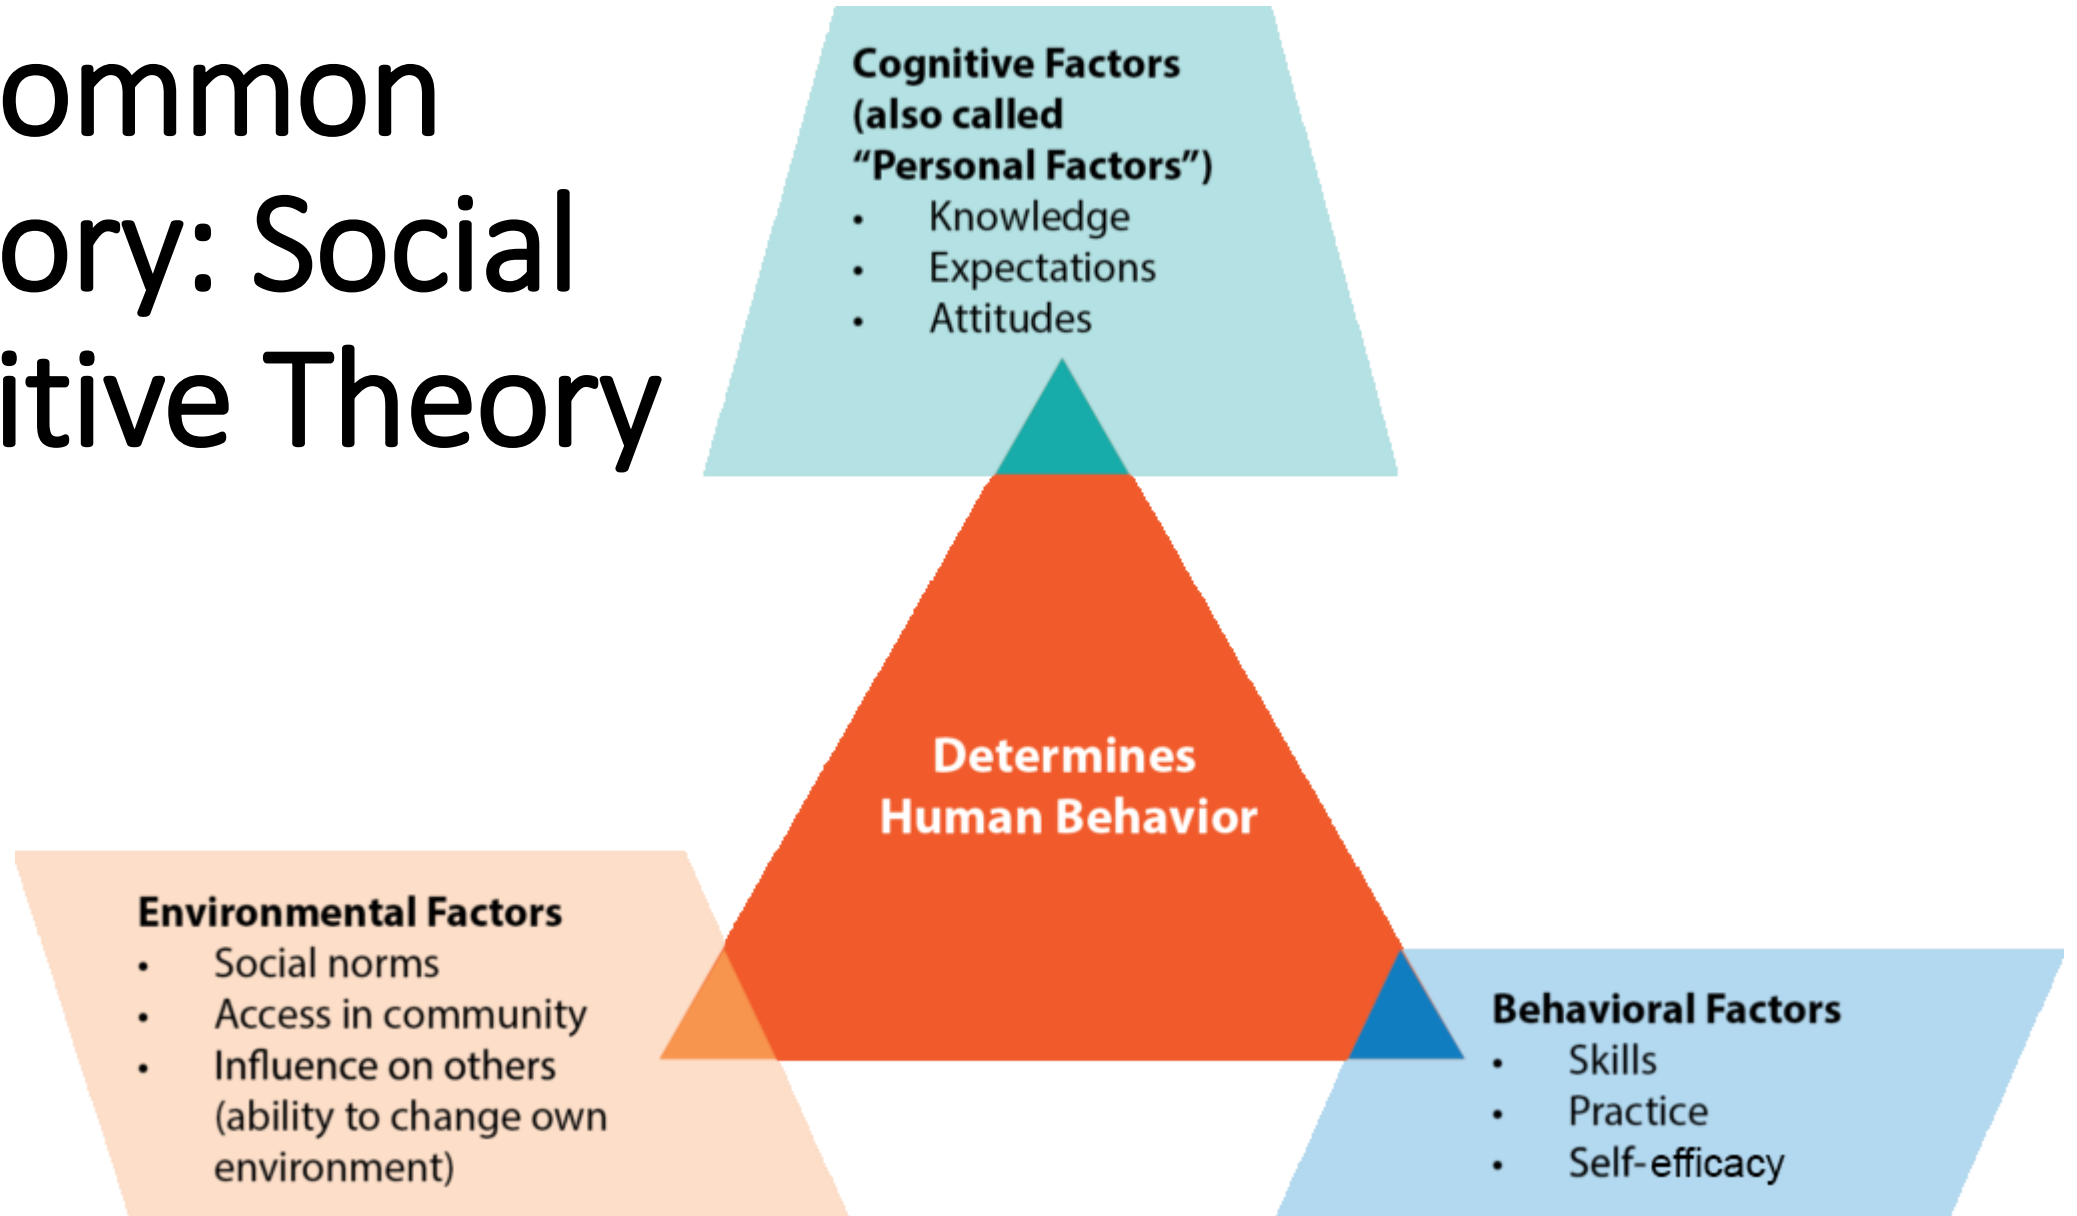 ommon
ory: Social
itive Theory
Cognitive Factors
(also called
“Personal Factors”)
• Knowledge
• Expectations
• Attitudes
Determines
Human Behavior
Environmental Factors
• Social norms
• Access in community
• Influence on others
(ability to change own
environment)
Behavioral Factors
• Skills
• Practice
• Self-efficacy